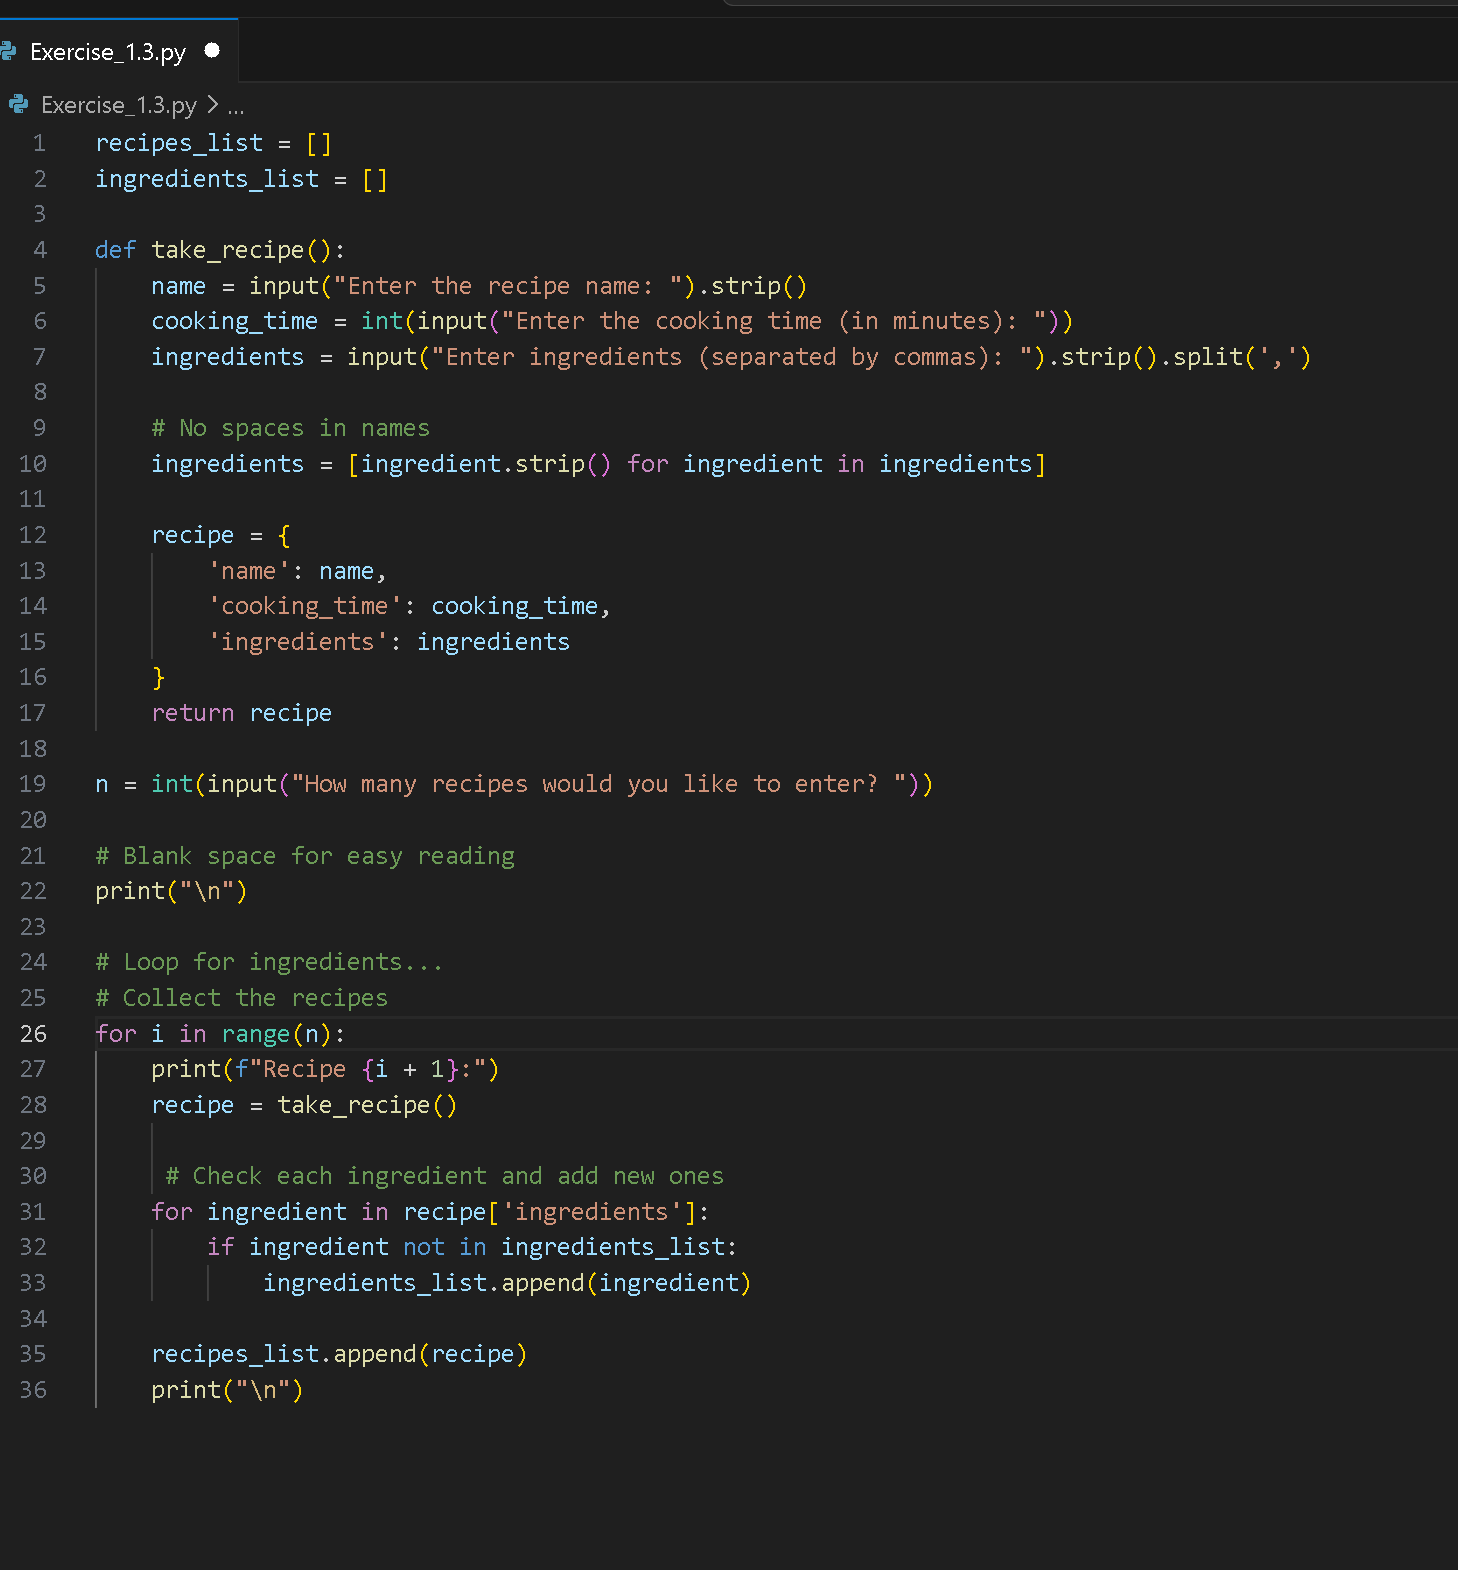 Exercise_1.3.py
Exercise_1.3.py > ...
1 recipes_list = []
2 ingredients_list = []
3
4 def take_recipe():
5     name = input("Enter the recipe name: ").strip()
6     cooking_time = int(input("Enter the cooking time (in minutes): "))
7     ingredients = input("Enter ingredients (separated by commas): ").strip().split(',')
8
9     # No spaces in names
10     ingredients = [ingredient.strip() for ingredient in ingredients]
11
12     recipe = {
13         'name': name,
14         'cooking_time': cooking_time,
15         'ingredients': ingredients
16     }
17     return recipe
18
19 n = int(input("How many recipes would you like to enter? "))
20
21 # Blank space for easy reading
22 print("\n")
23
24 # Loop for ingredients...
25 # Collect the recipes
26 for i in range(n):
27     print(f"Recipe {i + 1}:")
28     recipe = take_recipe()
29
30      # Check each ingredient and add new ones
31     for ingredient in recipe['ingredients']:
32         if ingredient not in ingredients_list:
33             ingredients_list.append(ingredient)
34
35     recipes_list.append(recipe)
36     print("\n")